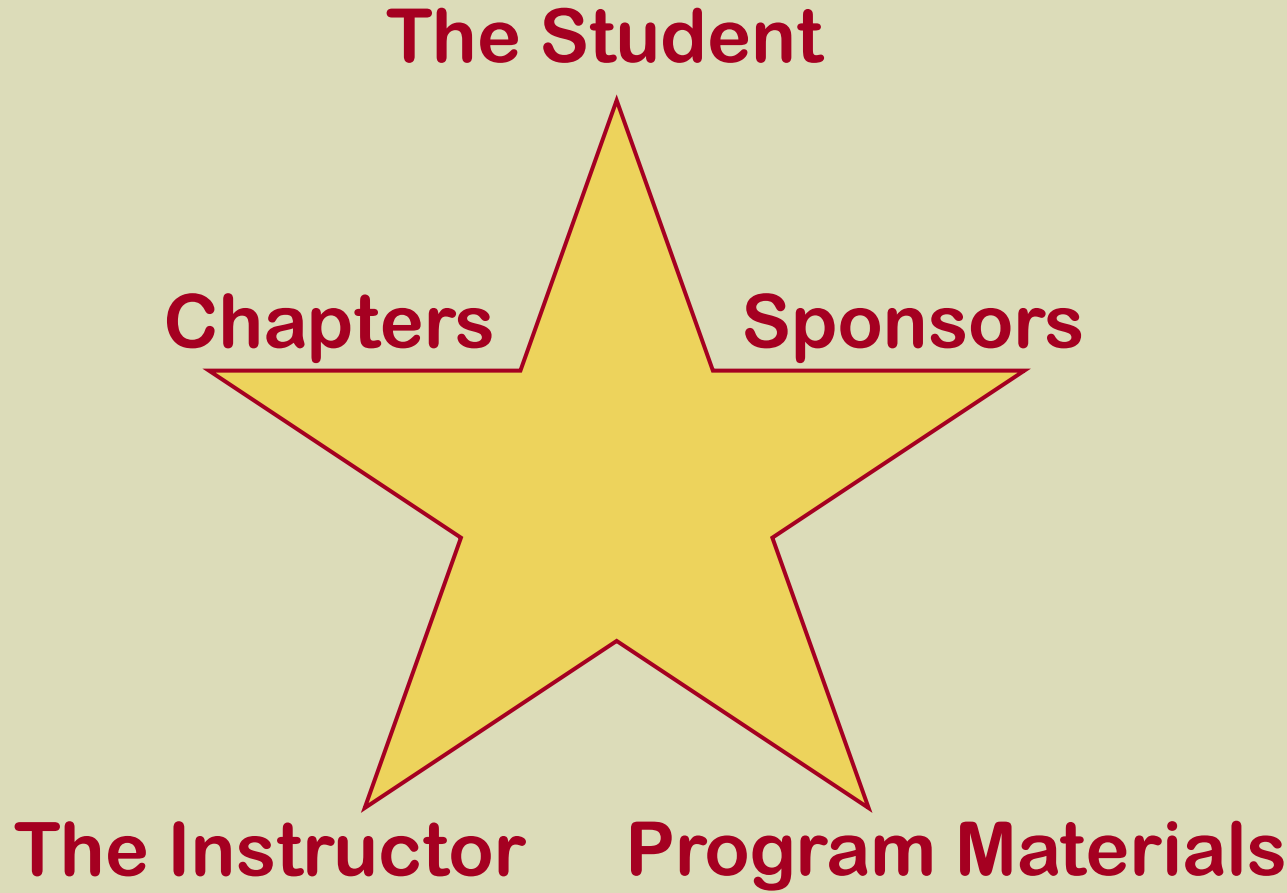 The Student
Chapters
Sponsors
The Instructor
Program Materials